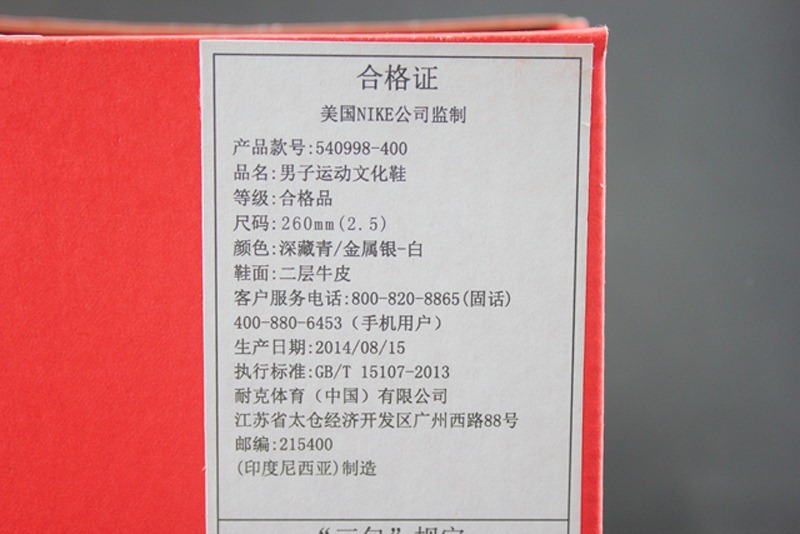 合格证
美国NIKE公司监制
产品款号:540998-400
品名:男子运动文化鞋
等级:合格品
尺码:260mm(2.5)
颜色:深藏青/金属银-白
鞋面:二层牛皮
客户服务电话:800-820-8865(固话)
400-880-6453（手机用户）
生产日期:2014/08/15
执行标准:GB/T 15107-2013
耐克体育（中国）有限公司
江苏省太仓经济开发区广州西路88号
邮编:215400
(印度尼西亚)制造